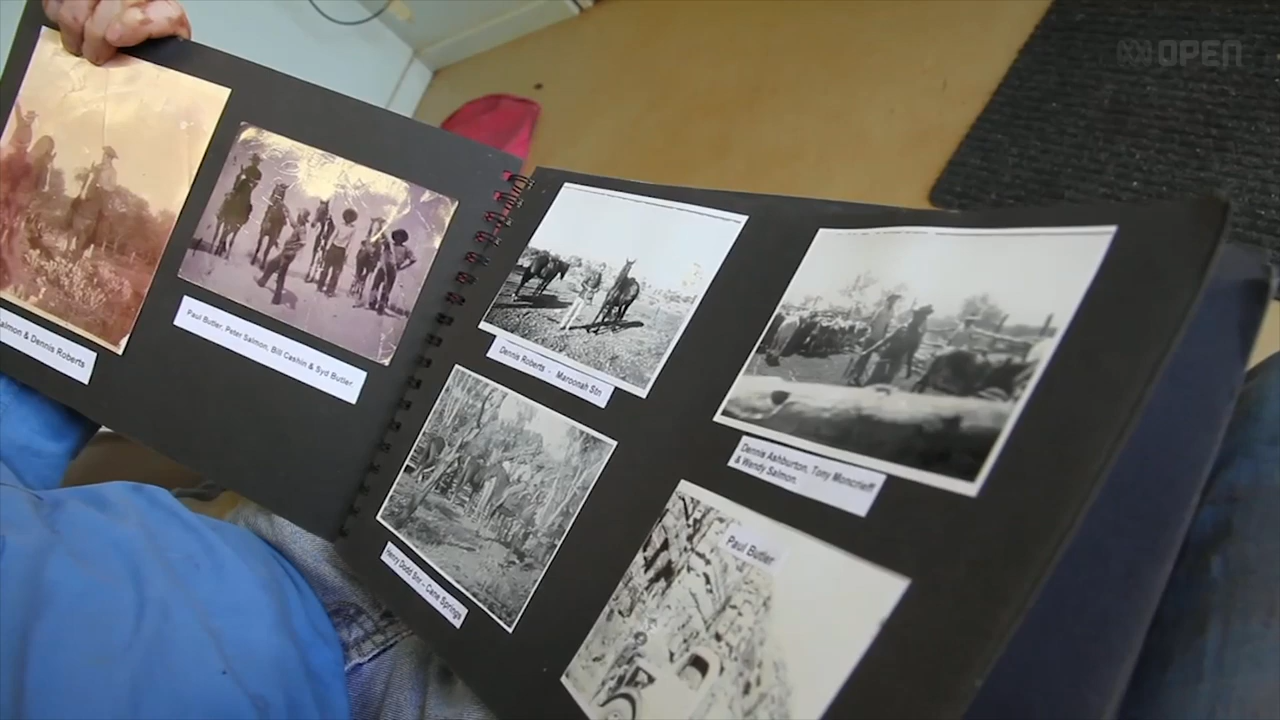 OPEN
Salmon & Dennis Roberts
Paul Butler, Peter Salmon, Bill Cashin & Syd Butler.
Dennis Roberts - Maroonah Stn
Dennis Ashburton, Tony Moncrieff
& Wendy Salmon
Henry Dodd Snr – Cane Springs
Paul Butler